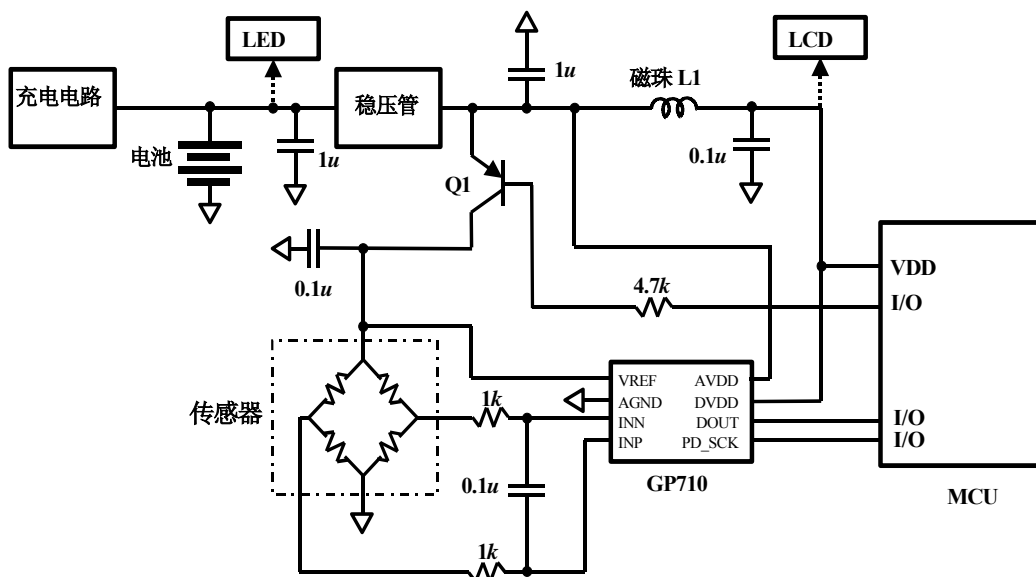 LED
LCD
充电电路
稳压管
1u
磁珠 L1
电池
1u
0.1u
Q1
0.1u
4.7k
VDD
I/O
传感器
1k
VREF
AVDD
AGND
DVDD
INN
DOUT
I/O
INP
PD_SCK
I/O
0.1u
GP710
MCU
1k